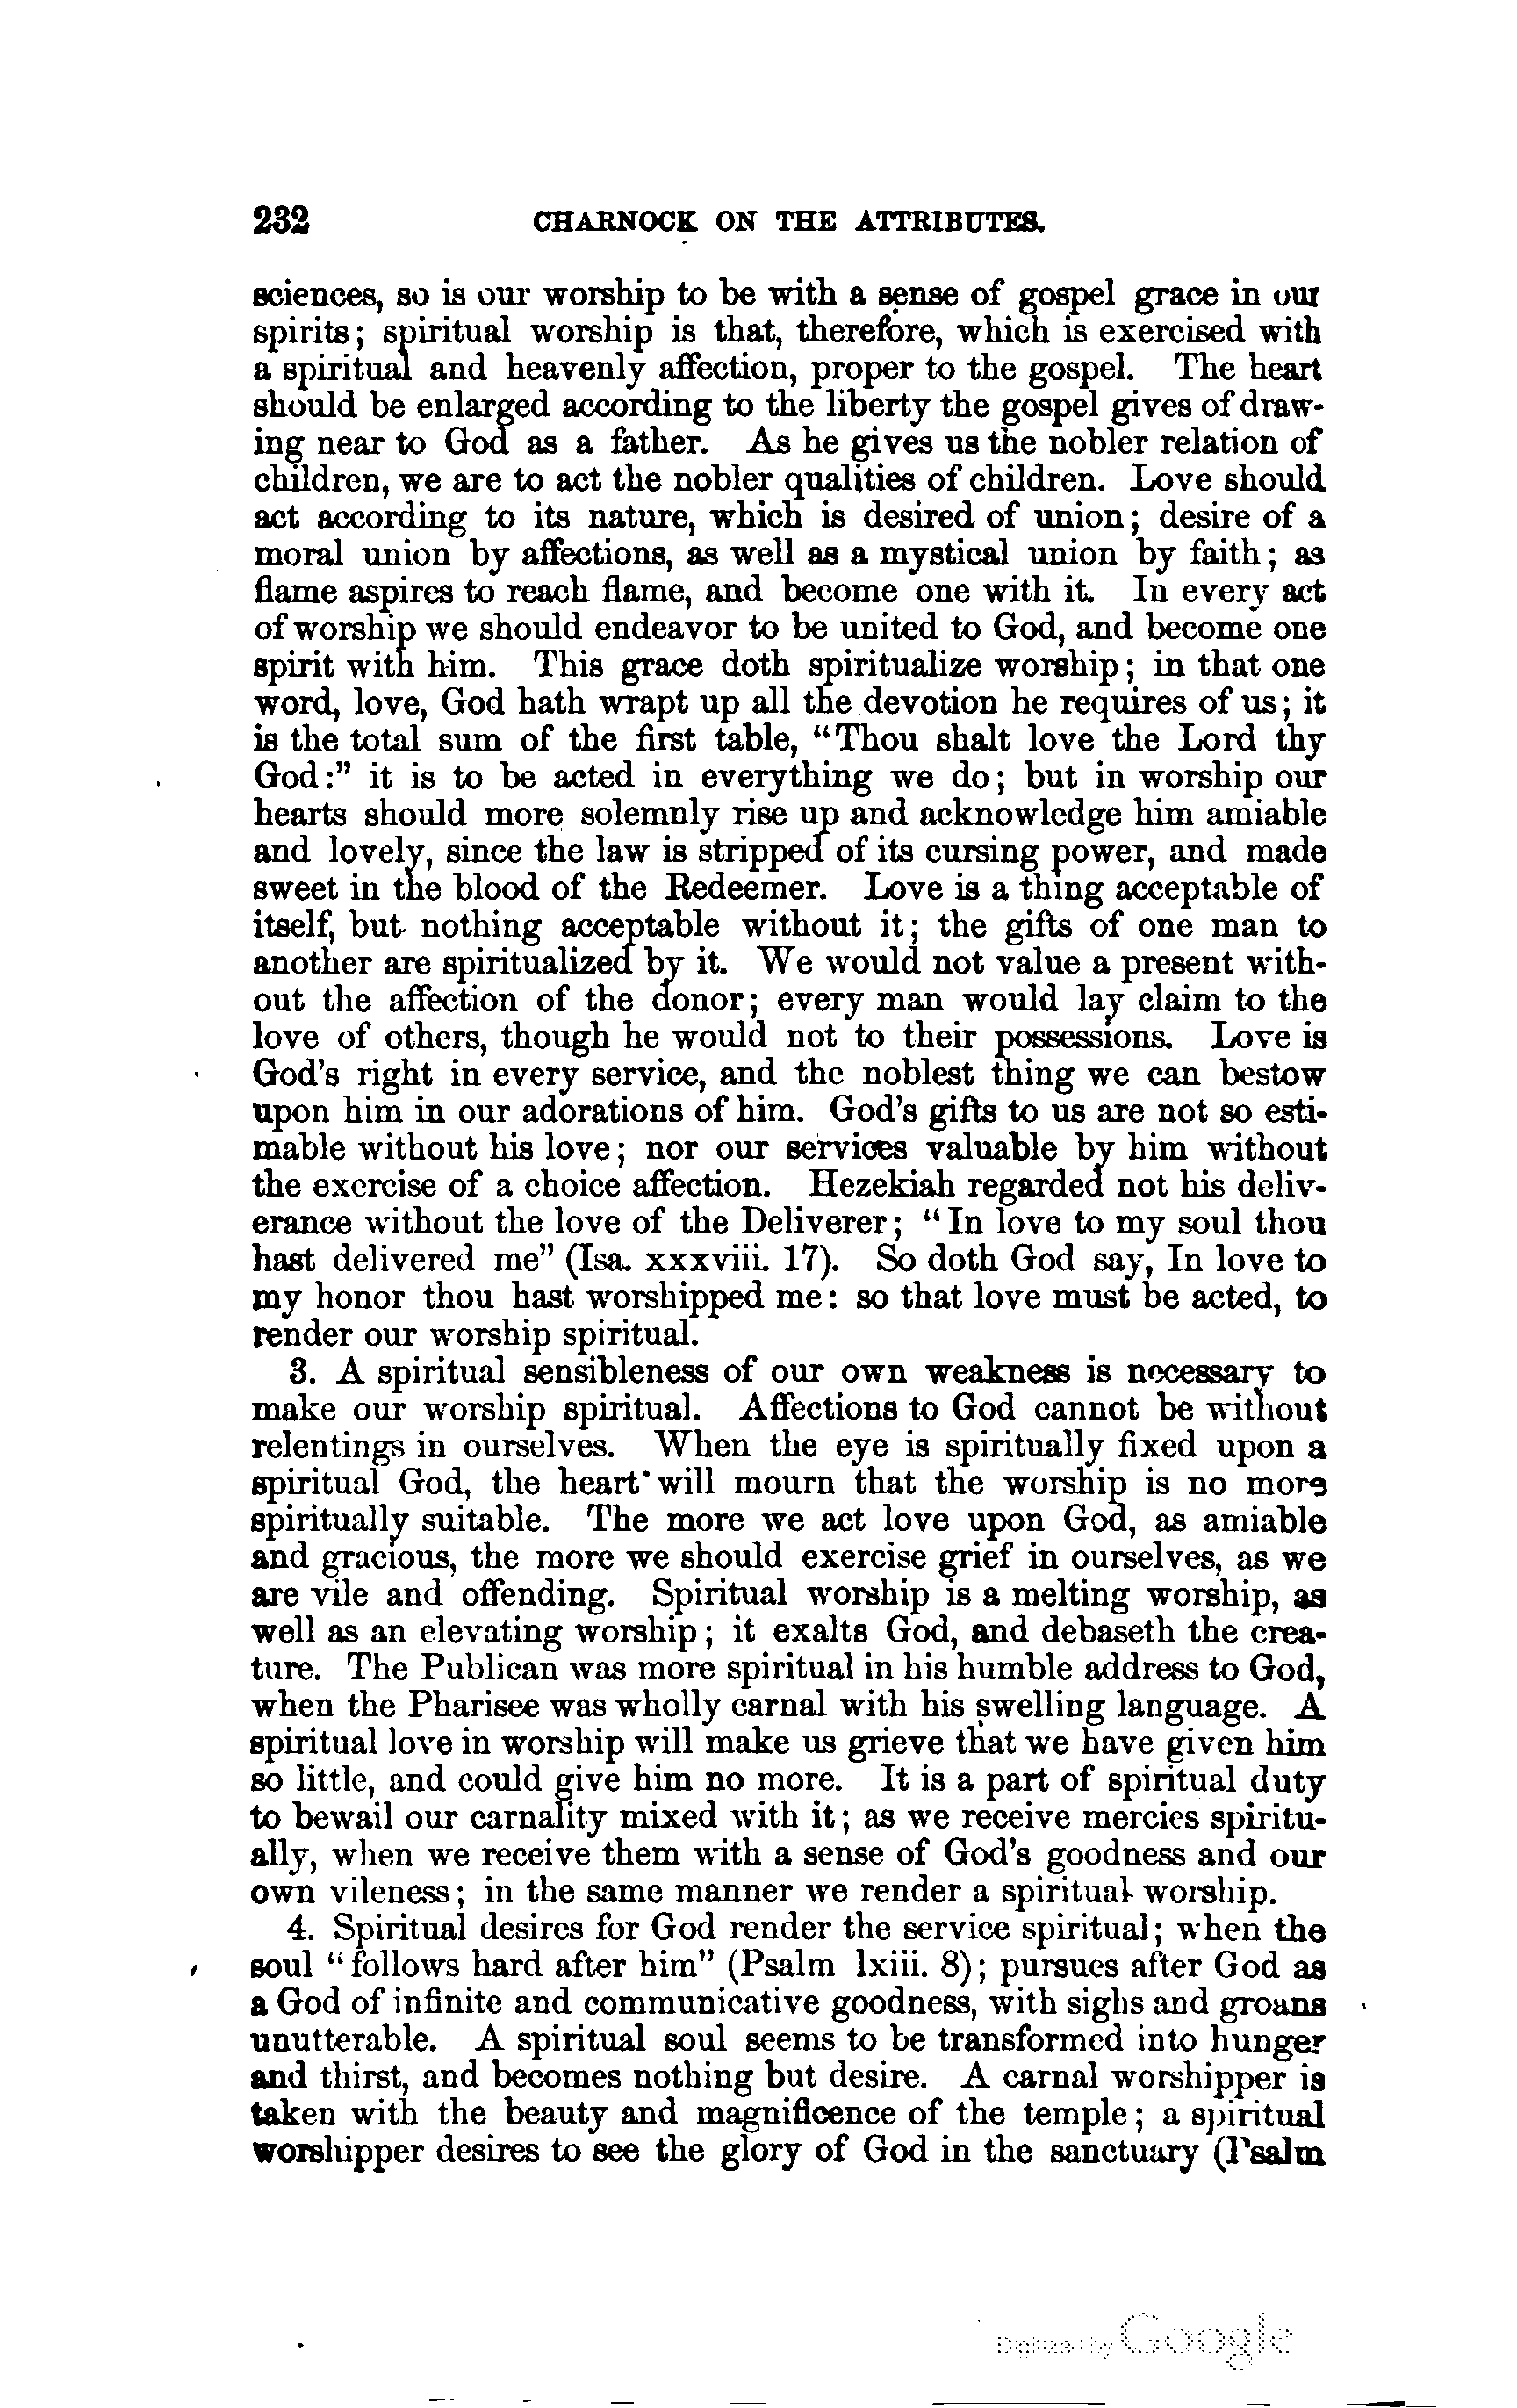 232 CHARNOCK ON THE ATTRIBUTES.
sciences, so is our worship to be with a sense of gospel grace in our
spirits; spiritual worship is that, therefore, which is exercised with
a spiritual and heavenly affection, proper to the gospel. The heart
should be enlarged according to the liberty the gospel gives of draw-
ing near to God as a father. As he gives us the nobler relation of
children, we are to act the nobler qualities of children. Love should
act according to its nature, which is desired of union; desire of a
moral union by affections, as well as a mystical union by faith; as
flame aspires to reach flame, and become one with it. In every act
of worship we should endeavor to be united to God, and become one
spirit with him. This grace doth spiritualize worship; in that one
word, love, God hath wrapt up all the devotion he requires of us; it
is the total sum of the first table, "Thou shalt love the Lord thy
God:" it is to be acted in everything we do; but in worship our
hearts should more solemnly rise up and acknowledge him amiable
and lovely, since the law is stripped of its cursing power, and made
sweet in the blood of the Redeemer. Love is a thing acceptable of
itself, but nothing acceptable without it; the gifts of one man to
another are spiritualized by it. We would not value a present with-
out the affection of the donor; every man would lay claim to the
love of others, though he would not to their possessions. Love is
God's right in every service, and the noblest thing we can bestow
upon him in our adorations of him. God's gifts to us are not so esti-
mable without his love; nor our services valuable by him without
the exercise of a choice affection. Hezekiah regarded not his deliv-
erance without the love of the Deliverer; "In love to my soul thou
hast delivered me" (Isa. xxxviii. 17). So doth God say, In love to
my honor thou hast worshipped me: so that love must be acted, to
render our worship spiritual.
3. A spiritual sensibleness of our own weakness is necessary to
make our worship spiritual. Affections to God cannot be without
relentings in ourselves. When the eye is spiritually fixed upon a
spiritual God, the heart will mourn that the worship is no more
spiritually suitable. The more we act love upon God, as amiable
and gracious, the more we should exercise grief in ourselves, as we
are vile and offending. Spiritual worship is a melting worship, as
well as an elevating worship; it exalts God, and debaseth the crea-
ture. The Publican was more spiritual in his humble address to God,
when the Pharisee was wholly carnal with his swelling language. A
spiritual love in worship will make us grieve that we have given him
so little, and could give him no more. It is a part of spiritual duty
to bewail our carnality mixed with it; as we receive mercies spiritu-
ally, when we receive them with a sense of God's goodness and our
own vileness; in the same manner we render a spiritual worship.
4. Spiritual desires for God render the service spiritual; when the
soul "follows hard after him" (Psalm lxiii. 8); pursues after God as
a God of infinite and communicative goodness, with sighs and groans
unutterable. A spiritual soul seems to be transformed into hunger
and thirst, and becomes nothing but desire. A carnal worshipper is
taken with the beauty and magnificence of the temple; a spiritual
worshipper desires to see the glory of God in the sanctuary (Psalm
Digitized by Google